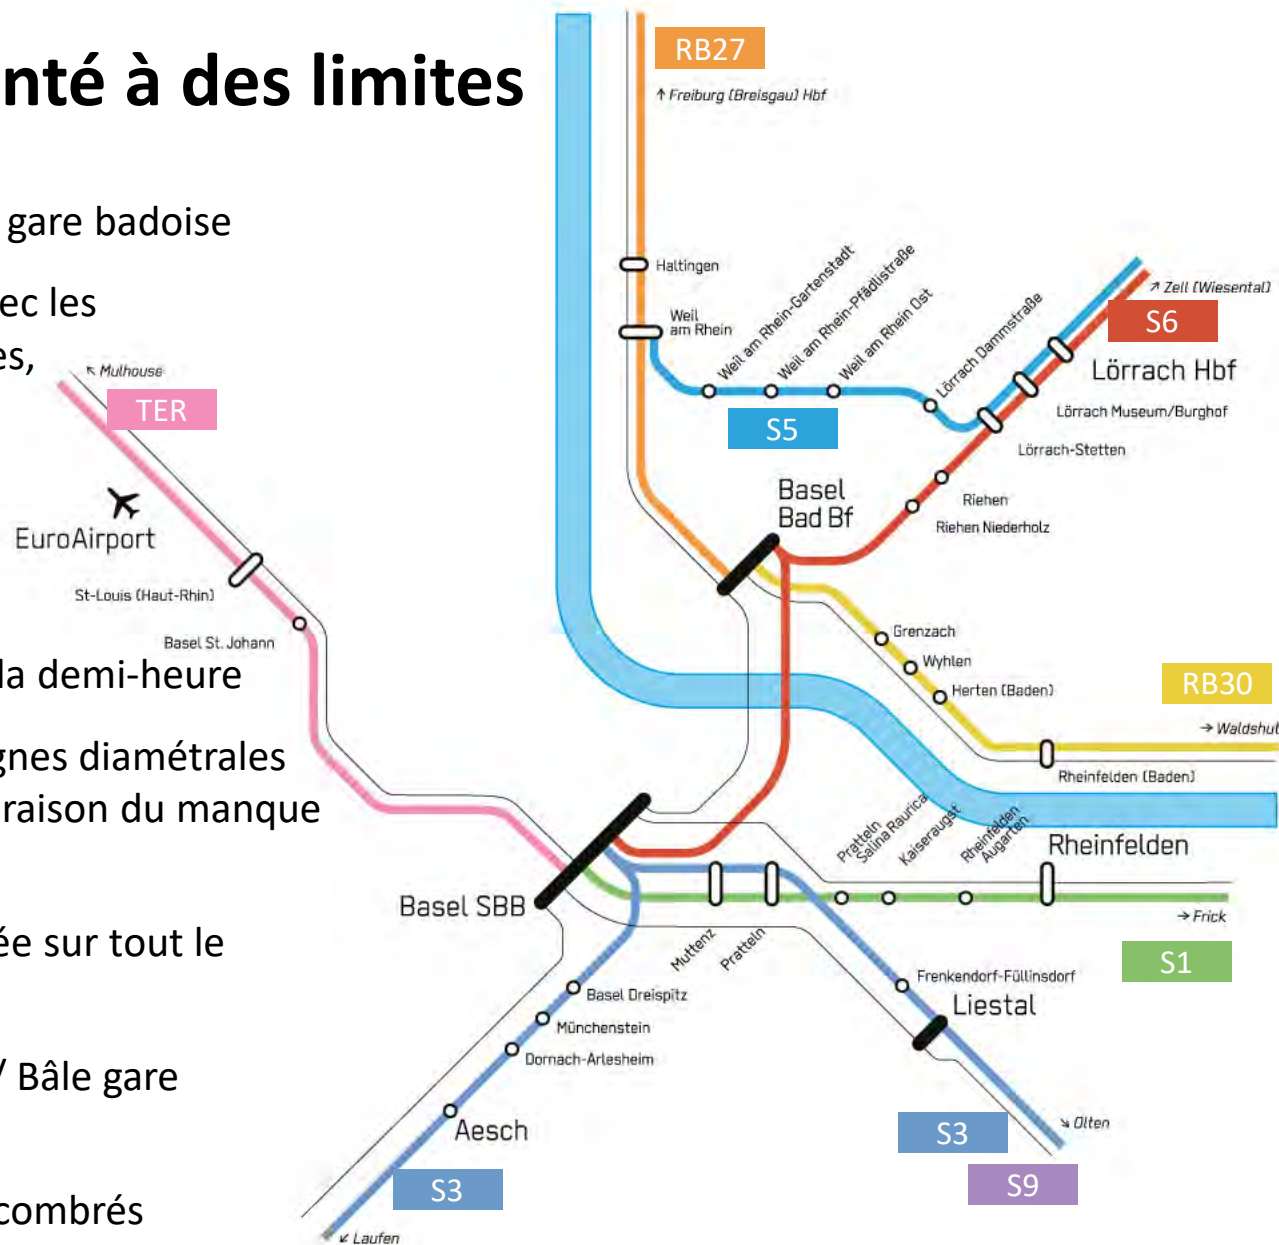 nté à des limites
gare badoise
ec les
es,
la demi-heure
gnes diamétrales
raison du manque
ée sur tout le
/ Bâle gare
combrés
RB27
↑ Freiburg (Breisgau) Hbf
Haltingen
Weil
am Rhein
Weil am Rhein-Gartenstadt
Weil am Rhein-Pfädlistraße
Weil am Rhein Ost
Lörrach Dammstraße
S5
↗ Zell (Wiesental)
S6
Lörrach Hbf
Lörrach Museum/Burghof
Lörrach-Stetten
Riehen
Riehen Niederholz
Basel
Bad Bf
↖ Mulhouse
TER
EuroAirport
St-Louis (Haut-Rhin)
Basel St. Johann
Grenzach
Wyhlen
Herten (Baden)
RB30
→ Waldshut
Rheinfelden (Baden)
Pratteln
Salina Raurica
Kaiseraugst
Rheinfelden
Augarten
Rheinfelden
→ Frick
S1
Basel SBB
Muttenz
Pratteln
Frenkendorf-Füllinsdorf
Liestal
Basel Dreispitz
Münchenstein
Dornach-Arlesheim
Aesch
S3
↙ Laufen
S3
↘ Olten
S9